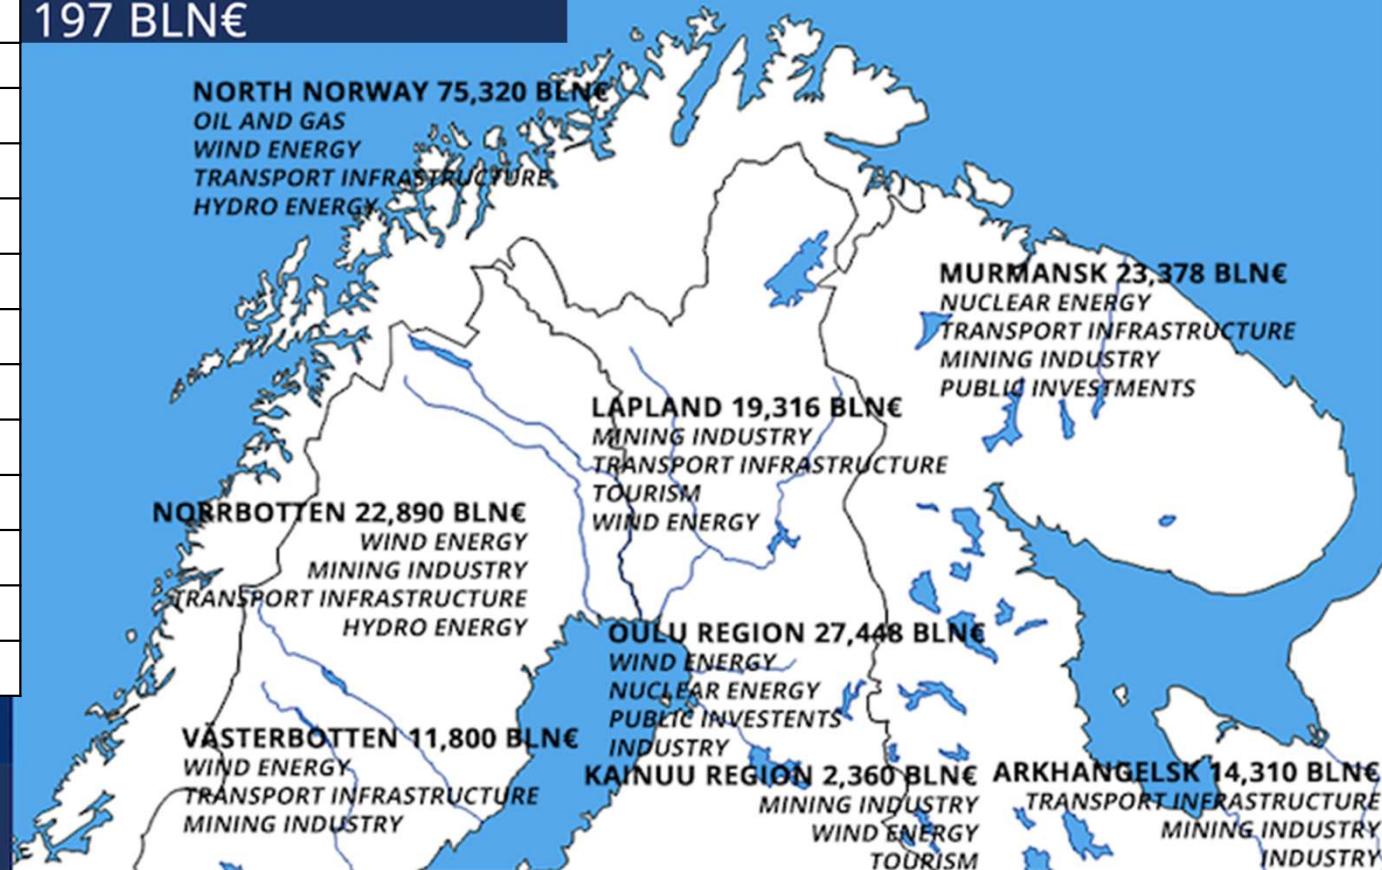 197 BLN€
NORTH NORWAY 75,320 BLN€
OIL AND GAS
WIND ENERGY
TRANSPORT INFRASTRUCTURE
HYDRO ENERGY
MURMANSK 23,378 BLN€
NUCLEAR ENERGY
TRANSPORT INFRASTRUCTURE
MINING INDUSTRY
PUBLIC INVESTMENTS
LAPLAND 19,316 BLN€
MINING INDUSTRY
TRANSPORT INFRASTRUCTURE
TOURISM
WIND ENERGY
NORRBOTTEN 22,890 BLN€
WIND ENERGY
MINING INDUSTRY
TRANSPORT INFRASTRUCTURE
HYDRO ENERGY
OULU REGION 27,448 BLN€
WIND ENERGY
NUCLEAR ENERGY
PUBLIC INVESTENTS
INDUSTRY
VÄSTERBOTTEN 11,800 BLN€
WIND ENERGY
TRANSPORT INFRASTRUCTURE
MINING INDUSTRY
KAINUU REGION 2,360 BLN€
MINING INDUSTRY
WIND ENERGY
TOURISM
ARKHANGELSK 14,310 BLN€
TRANSPORT INFRASTRUCTURE
MINING INDUSTRY
INDUSTRY